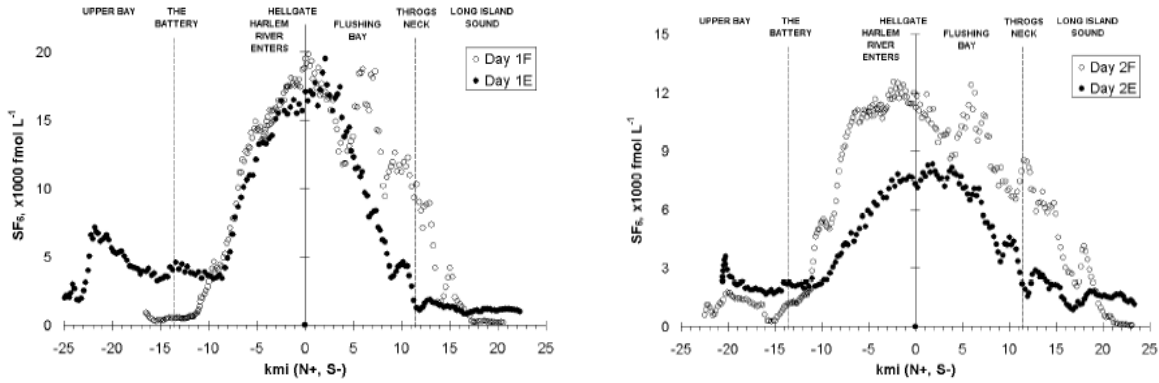 UPPER BAY
THE
BATTERY
HELLGATE
HARLEM
RIVER
ENTERS
FLUSHING
BAY
THROGS
NECK
LONG ISLAND
SOUND
Day 1F
Day 1E
SF₆, x1000 fmol L⁻¹
20
15
10
5
0
-25 -20 -15 -10 -5 0 5 10 15 20 25
kmi (N+, S-)
UPPER BAY
THE
BATTERY
HELLGATE
HARLEM
RIVER
ENTERS
FLUSHING
BAY
THROGS
NECK
LONG ISLAND
SOUND
Day 2F
Day 2E
SF₆, x1000 fmol L⁻¹
15
12
9
6
3
0
-25 -20 -15 -10 -5 0 5 10 15 20 25
kmi (N+, S-)